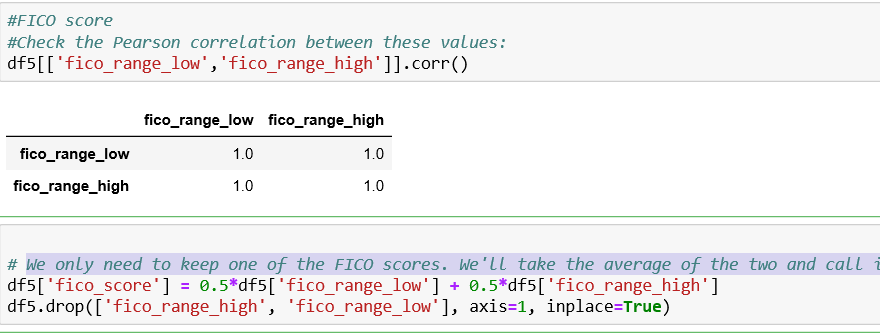 #FICO score
#Check the Pearson correlation between these values:
df5[['fico_range_low','fico_range_high']].corr()
fico_range_low fico_range_high
fico_range_low 1.0 1.0
fico_range_high 1.0 1.0
# We only need to keep one of the FICO scores. We'll take the average of the two and call
df5['fico_score'] = 0.5*df5['fico_range_low'] + 0.5*df5['fico_range_high']
df5.drop(['fico_range_high', 'fico_range_low'], axis=1, inplace=True)